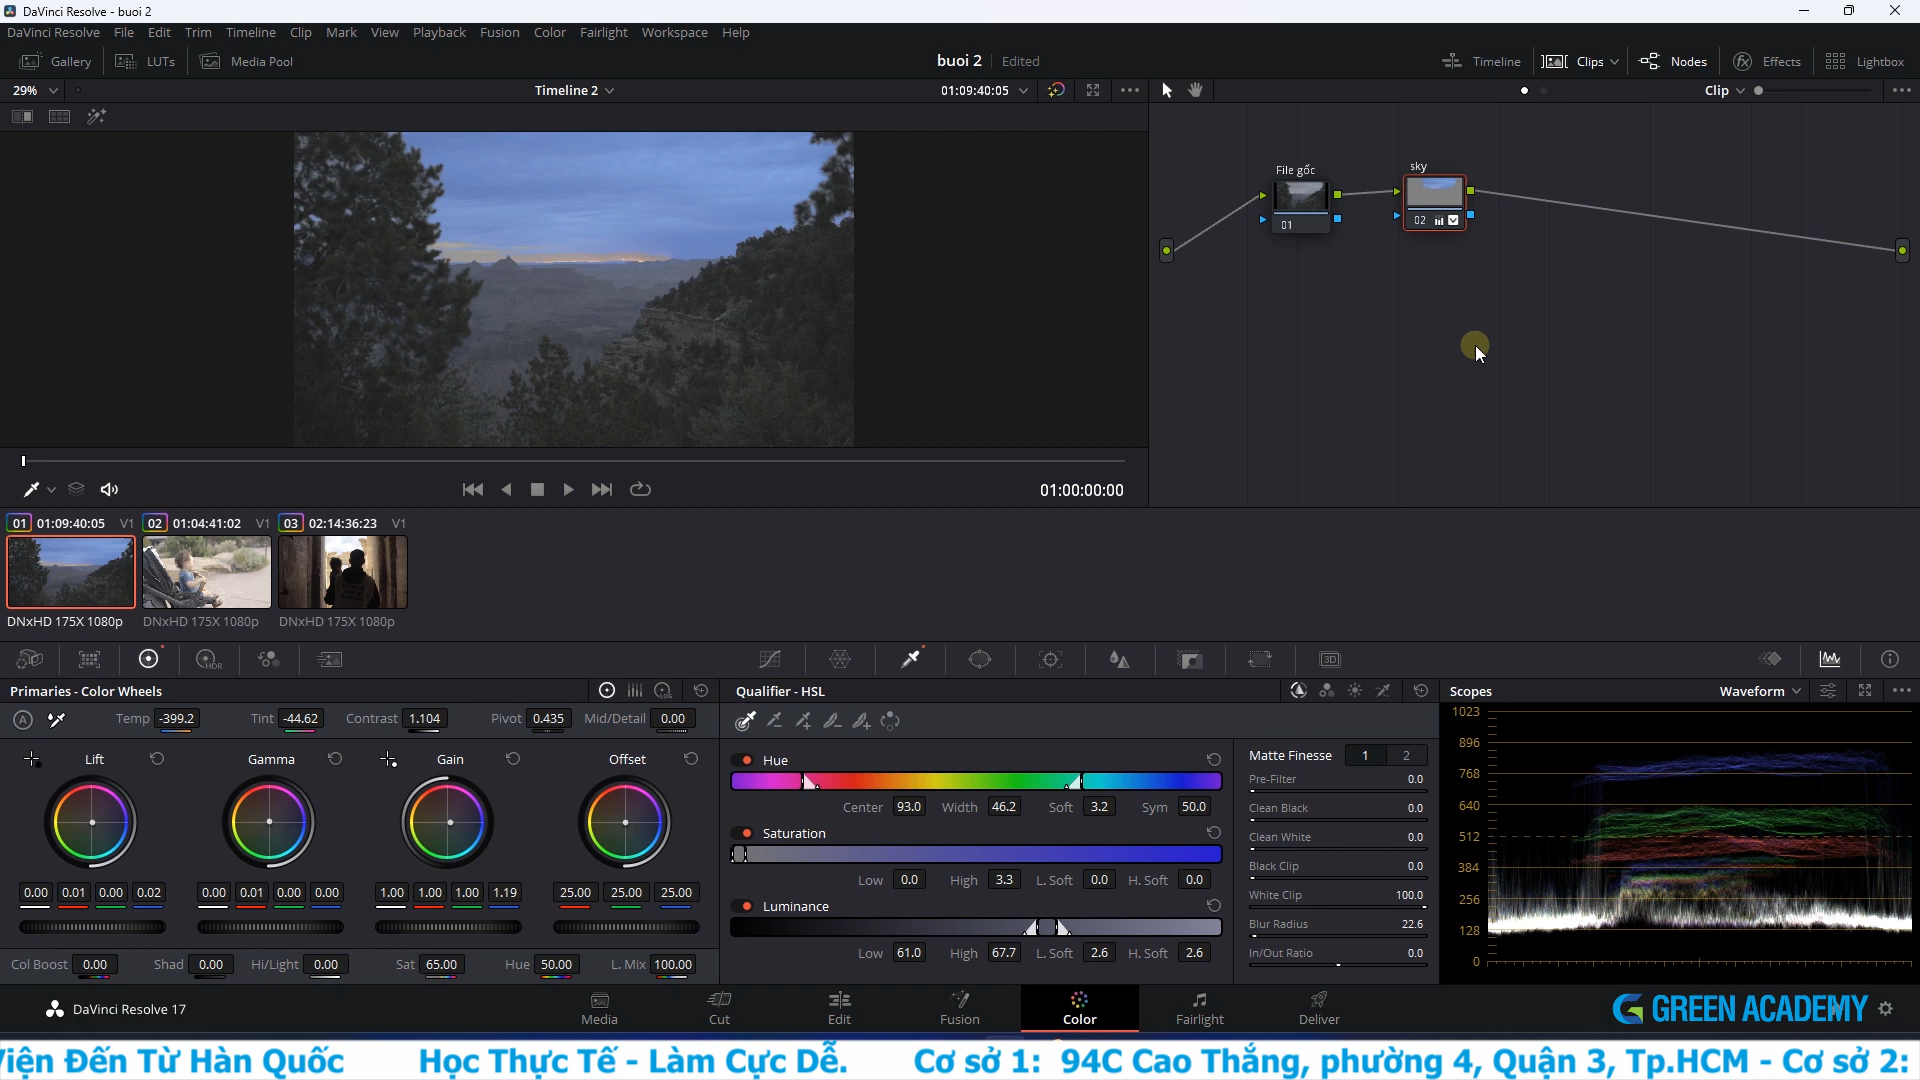 DaVinci Resolve - buoi 2
DaVinci Resolve File Edit Trim Timeline Clip Mark View Playback Fusion Color Fairlight Workspace Help
Gallery LUTs Media Pool buoi 2 Edited Timeline Clips Nodes Effects Lightbox
29% Timeline 2 01:09:40:05 Clip
File gốc
01
sky
02
01:00:00:00
01 01:09:40:05 V1 02 01:04:41:02 V1 03 02:14:36:23 V1
DNxHD 175X 1080p DNxHD 175X 1080p DNxHD 175X 1080p
HDR 3D
Primaries - Color Wheels
LOG
A Temp -399.2 Tint -44.62 Contrast 1.104 Pivot 0.435 Mid/Detail 0.00
Lift Gamma Gain Offset
0.00 0.01 0.00 0.02 0.00 0.01 0.00 0.00 1.00 1.00 1.00 1.19 25.00 25.00 25.00
Col Boost 0.00 Shad 0.00 Hi/Light 0.00 Sat 65.00 Hue 50.00 L. Mix 100.00
Qualifier - HSL
Hue
Center 93.0 Width 46.2 Soft 3.2 Sym 50.0
Saturation
Low 0.0 High 3.3 L. Soft 0.0 H. Soft 0.0
Luminance
Low 61.0 High 67.7 L. Soft 2.6 H. Soft 2.6
Matte Finesse 1 2
Pre-Filter 0.0
Clean Black 0.0
Clean White 0.0
Black Clip 0.0
White Clip 100.0
Blur Radius 22.6
In/Out Ratio 0.0
Scopes Waveform
1023
896
768
640
512
384
256
128
0
DaVinci Resolve 17
Media Cut Edit Fusion Color Fairlight Deliver
GREEN ACADEMY
iện Đến Từ Hàn Quốc Học Thực Tế - Làm Cực Dễ. Cơ sở 1: 94C Cao Thắng, phường 4, Quận 3, Tp.HCM - Cơ sở 2: